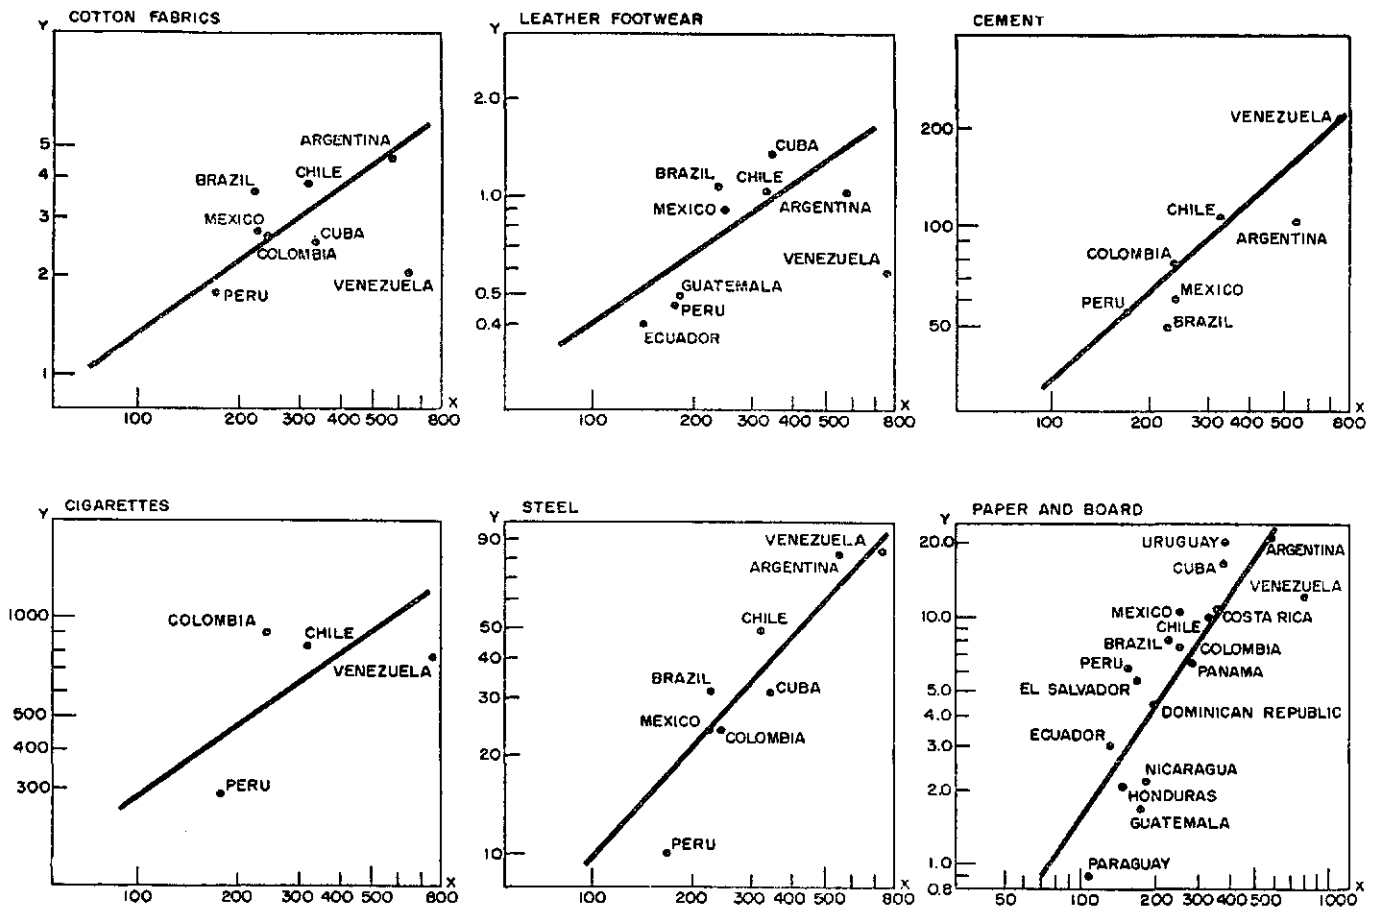 Y COTTON FABRICS
5
4
3
2
1
ARGENTINA
BRAZIL
CHILE
MEXICO
CUBA
COLOMBIA
VENEZUELA
PERU
X
100 200 300 400 500 800
Y LEATHER FOOTWEAR
2.0
1.0
0.5
0.4
CUBA
BRAZIL
CHILE
MEXICO
ARGENTINA
VENEZUELA
GUATEMALA
PERU
ECUADOR
X
100 200 300 400 500 800
CEMENT
200
100
50
VENEZUELA
CHILE
ARGENTINA
COLOMBIA
MEXICO
PERU
BRAZIL
X
100 200 300 400 500 800
CIGARETTES
Y
1000
500
400
300
COLOMBIA
CHILE
VENEZUELA
PERU
X
100 200 300 400 500 800
STEEL
Y
90
50
40
30
20
10
VENEZUELA
ARGENTINA
CHILE
BRAZIL
CUBA
MEXICO
COLOMBIA
PERU
X
100 200 300 400 500 800
PAPER AND BOARD
Y
20.0
10.0
5.0
4.0
3.0
2.0
1.0
0.8
URUGUAY
ARGENTINA
CUBA
VENEZUELA
MEXICO
COSTA RICA
CHILE
BRAZIL
COLOMBIA
PERU
PANAMA
EL SALVADOR
DOMINICAN REPUBLIC
ECUADOR
NICARAGUA
HONDURAS
GUATEMALA
PARAGUAY
X
50 100 200 300 400 600 1000